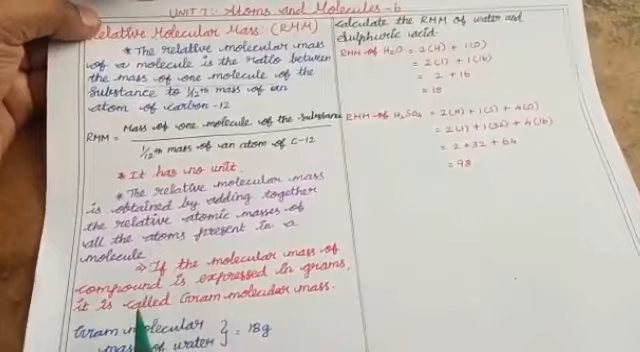 UNIT 7: Atoms and Molecules - 6
Relative Molecular Mass (RMM)
* The relative molecular mass
of a molecule is the ratio between
the mass of one molecule of the
Substance to 1/12th mass of an
atom of carbon-12
RMM = Mass of one molecule of the Substance
1/12th mass of an atom of C-12
* It has no unit.
* The relative molecular mass
is obtained by adding together
the relative atomic masses of
all the atoms present in a
molecule
⇒ If the molecular mass of
compound is expressed in grams,
it is called Gram molecular mass.
Gram molecular
mass of water } = 18g
Calculate the RMM of water and
Sulphuric acid.
RMM of H2O = 2(H) + 1(O)
= 2(1) + 1(16)
= 2 + 16
= 18
RMM of H2SO4 = 2(H) + 1(S) + 4(O)
= 2(1) + 1(32) + 4(16)
= 2 + 32 + 64
= 98